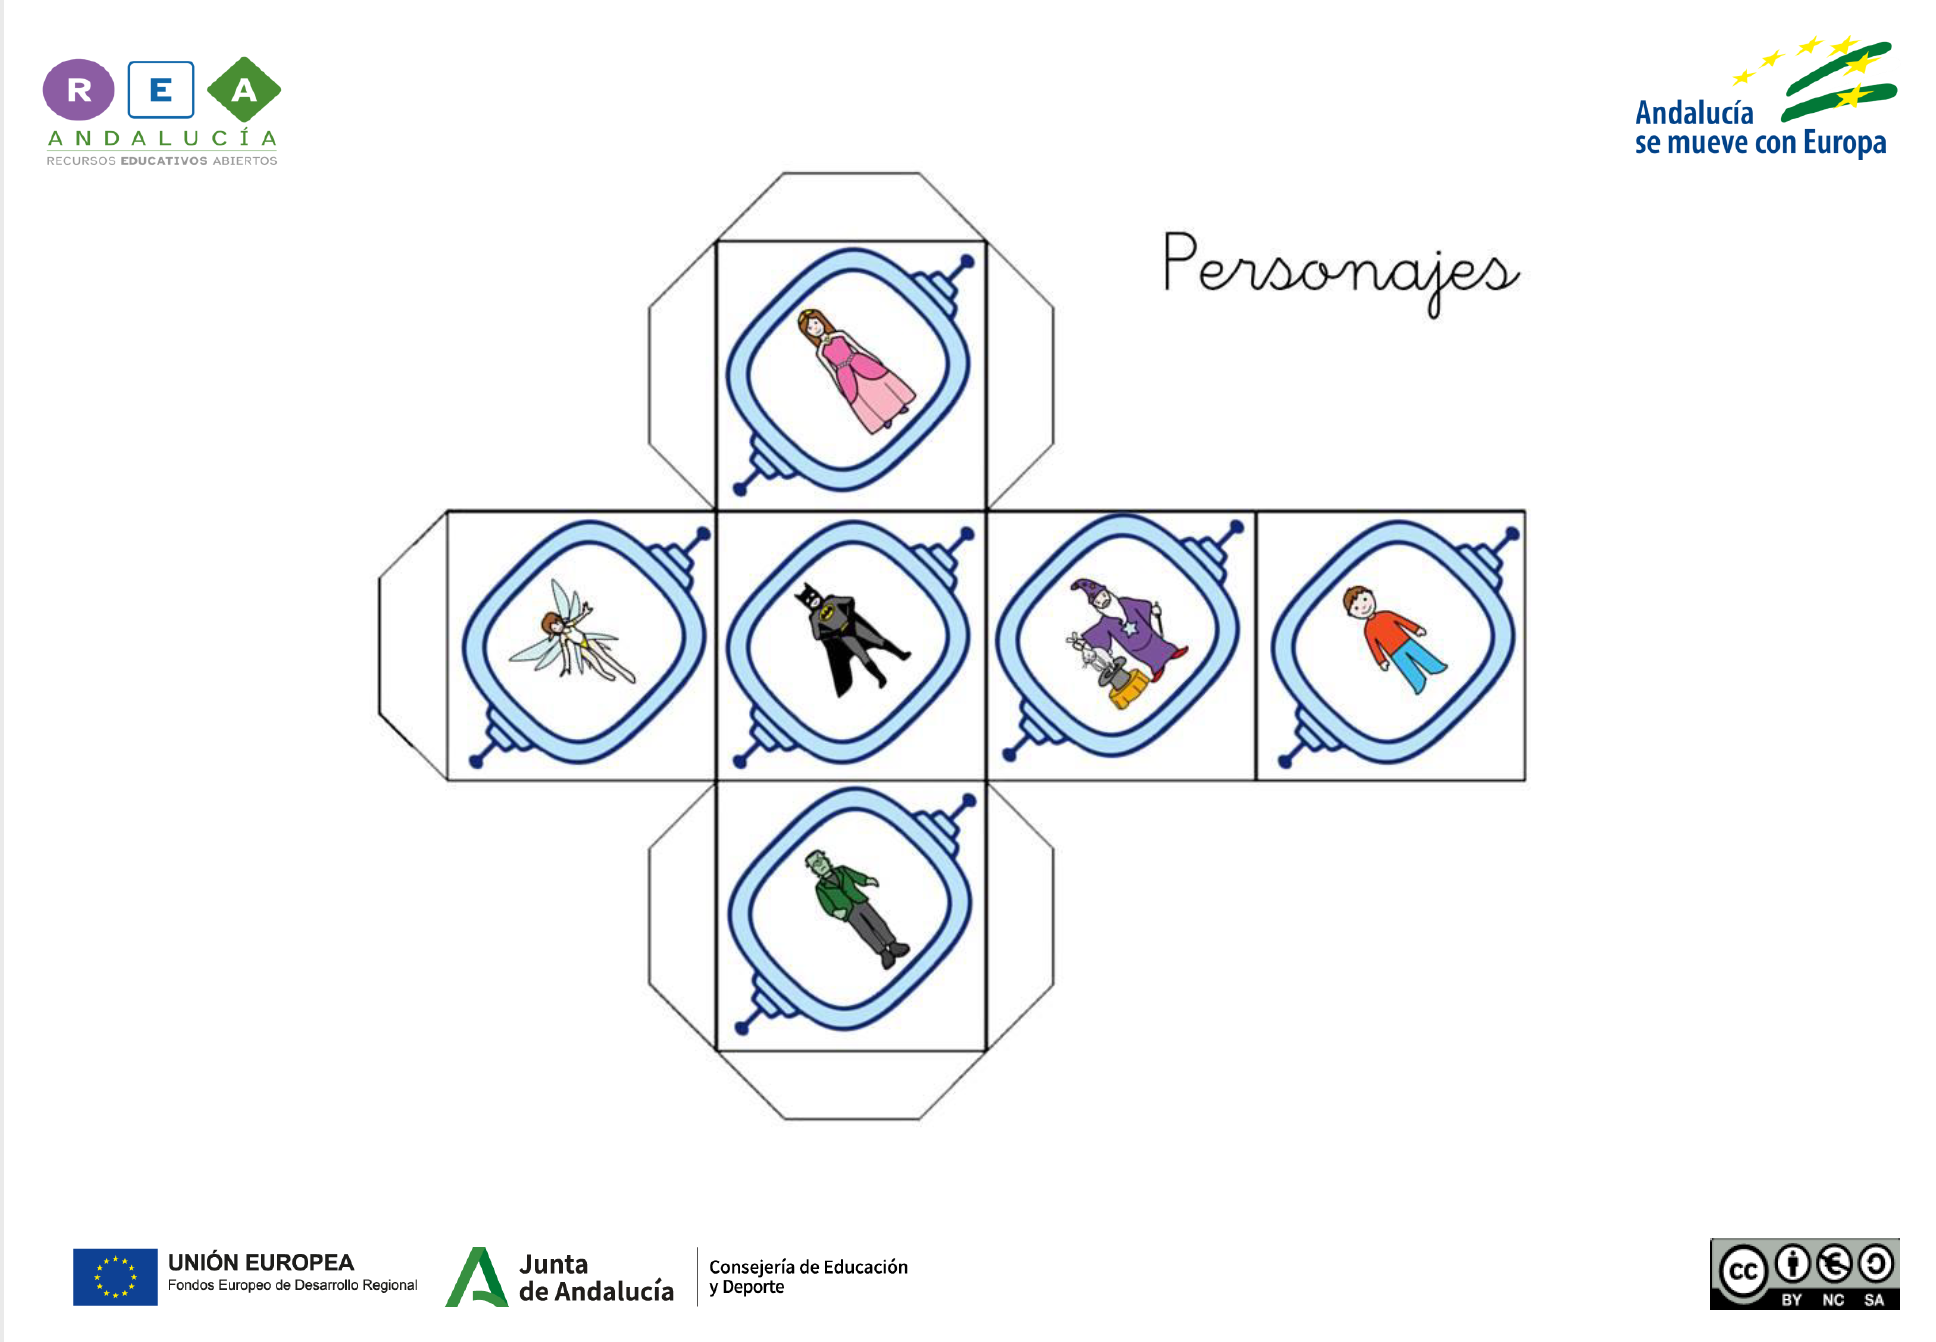 R E A
ANDALUCÍA
RECURSOS EDUCATIVOS ABIERTOS
Andalucía
se mueve con Europa
Personajes
UNIÓN EUROPEA
Fondos Europeo de Desarrollo Regional
Junta
de Andalucía
Consejería de Educación
y Deporte
cc
BY NC SA